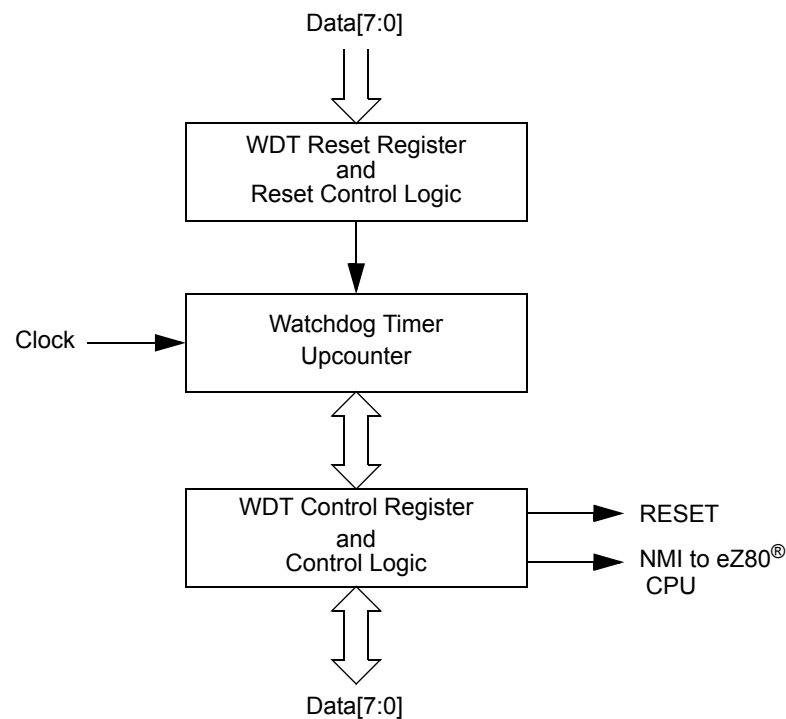 Data[7:0]
WDT Reset Register
and
Reset Control Logic
Clock
Watchdog Timer
Upcounter
WDT Control Register
and
Control Logic
RESET
NMI to eZ80®
CPU
Data[7:0]